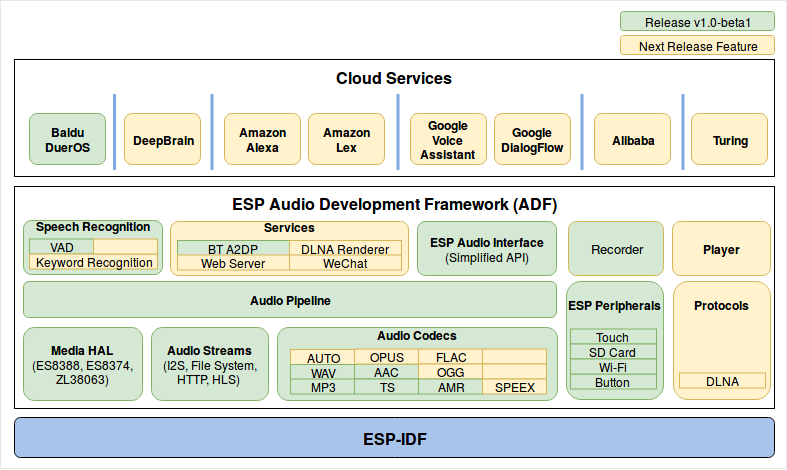 Release v1.0-beta1
Next Release Feature
Cloud Services
Baidu
DuerOS
DeepBrain
Amazon
Alexa
Amazon
Lex
Google
Voice
Assistant
Google
DialogFlow
Alibaba
Turing
ESP Audio Development Framework (ADF)
Speech Recognition
VAD
Keyword Recognition
Services
BT A2DP
DLNA Renderer
Web Server
WeChat
ESP Audio Interface
(Simplified API)
Recorder
Player
Audio Pipeline
ESP Peripherals
Touch
SD Card
Wi-Fi
Button
Protocols
DLNA
Media HAL
(ES8388, ES8374,
ZL38063)
Audio Streams
(I2S, File System,
HTTP, HLS)
Audio Codecs
AUTO
OPUS
FLAC
WAV
AAC
OGG
MP3
TS
AMR
SPEEX
ESP-IDF